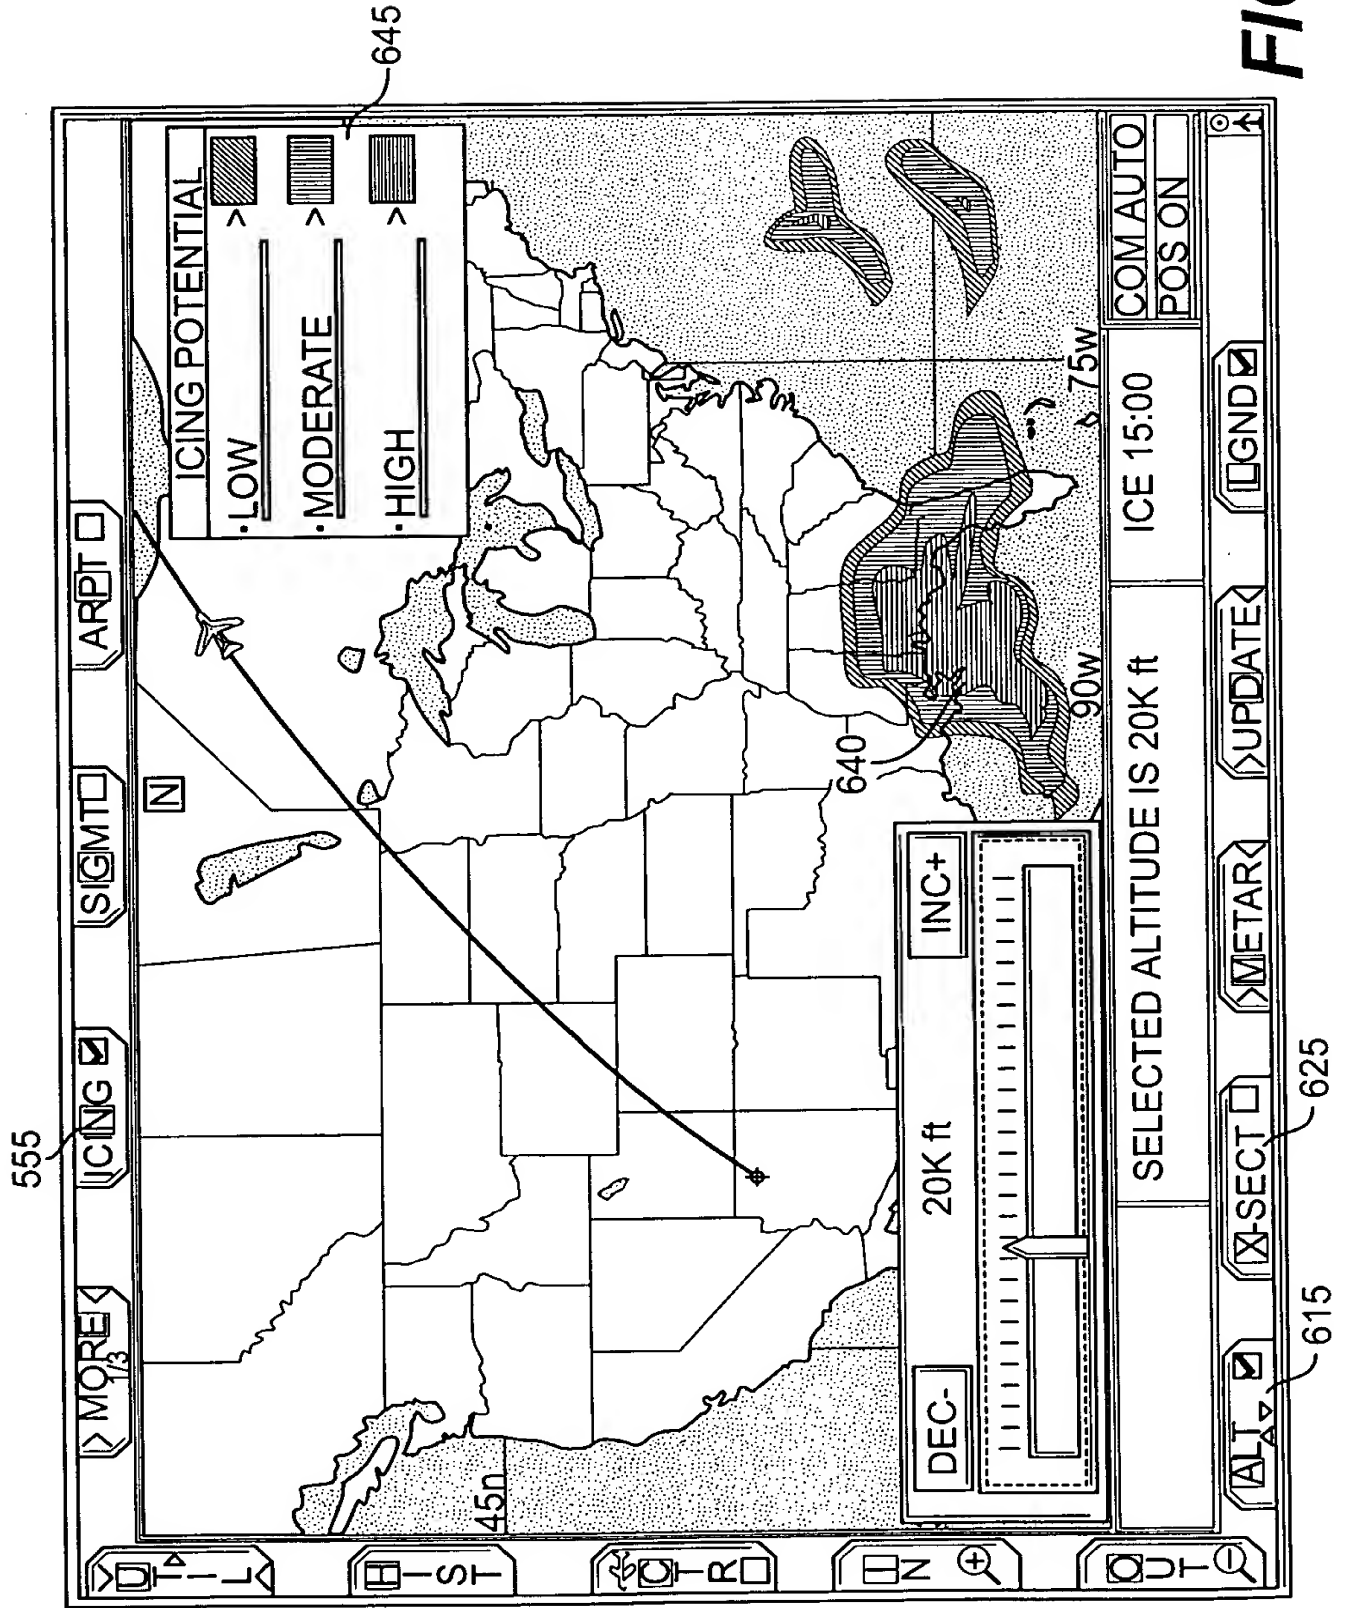 555
>MORE<
1/3
ICING
SIGMT
ARPT
UTIL
HIST
CTR
IN
OUT
N
ICING POTENTIAL
·LOW >
·MODERATE >
·HIGH >
645
45n
640
90w
75w
DEC-
20K ft
INC+
SELECTED ALTITUDE IS 20K ft
ICE 15:00
COM AUTO
POS ON
ALT
X-SECT
>METAR<
>UPDATE<
LGND
615
625